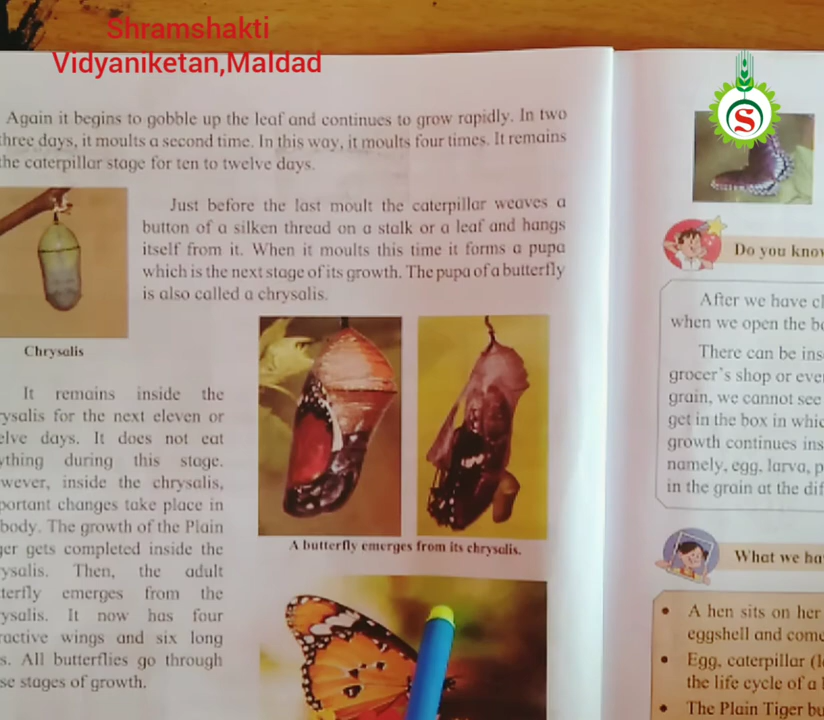 Shramshakti
Vidyaniketan,Maldad
Again it begins to gobble up the leaf and continues to grow rapidly. In two
three days, it moults a second time. In this way, it moults four times. It remains
the caterpillar stage for ten to twelve days.
Just before the last moult the caterpillar weaves a
button of a silken thread on a stalk or a leaf and hangs
itself from it. When it moults this time it forms a pupa
which is the next stage of its growth. The pupa of a butterfly
is also called a chrysalis.
Chrysalis
It remains inside the
rysalis for the next eleven or
elve days. It does not eat
ything during this stage.
wever, inside the chrysalis,
portant changes take place in
body. The growth of the Plain
ger gets completed inside the
rysalis. Then, the adult
terfly emerges from the
rysalis. It now has four
ractive wings and six long
s. All butterflies go through
se stages of growth.
A butterfly emerges from its chrysalis.
S
Do you know
After we have cl
when we open the bo
There can be inse
grocer's shop or even
grain, we cannot see
get in the box in whic
growth continues ins
namely, egg, larva, p
in the grain at the dif
What we ha
• A hen sits on her
eggshell and come
• Egg, caterpillar (l
the life cycle of a b
• The Plain Tiger bu